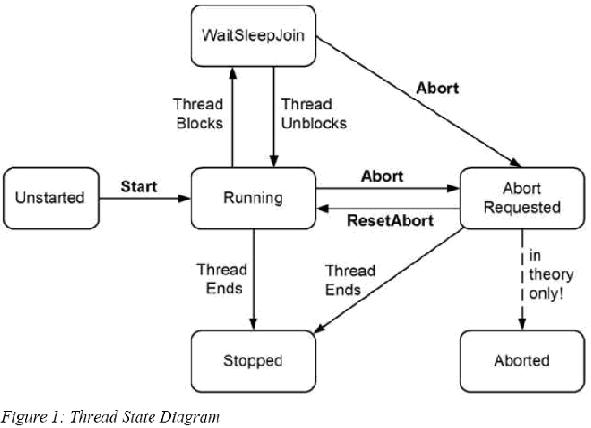 WaitSleepJoin
Abort
Thread
Blocks
Thread
Unblocks
Unstarted
Start
Running
Abort
ResetAbort
Abort
Requested
Thread
Ends
Thread
Ends
in
theory
only!
Stopped
Aborted
Figure 1: Thread State Diagram